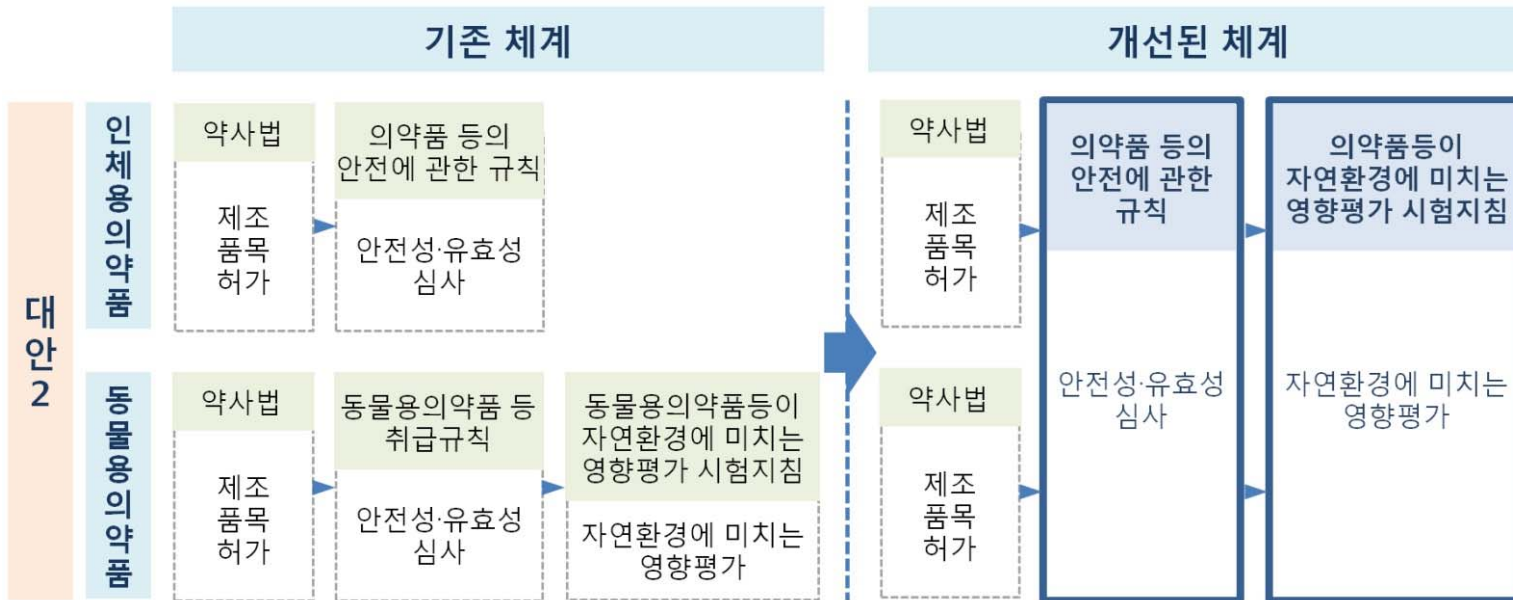 기존 체계
개선된 체계
대안2
인체용의약품
약사법
제조
품목
허가
의약품 등의
안전에 관한 규칙
안전성·유효성
심사
동물용의약품
약사법
제조
품목
허가
동물용의약품 등
취급규칙
안전성·유효성
심사
동물용의약품등이
자연환경에 미치는
영향평가 시험지침
자연환경에 미치는
영향평가
약사법
제조
품목
허가
약사법
제조
품목
허가
의약품 등의
안전에 관한
규칙
안전성·유효성
심사
의약품등이
자연환경에 미치는
영향평가 시험지침
자연환경에 미치는
영향평가